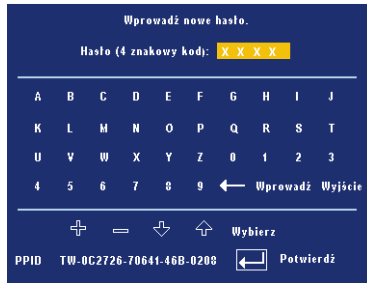 Wprowadź nowe hasło.
Hasło (4 znakowy kod): X X X X
A B C D E F G H I J
K L M N O P Q R S T
U V W X Y Z 0 1 2 3
4 5 6 7 8 9 Wprowadź Wyjście
Wybierz
PPID TW-0C2726-70641-46B-0208 Potwierdź